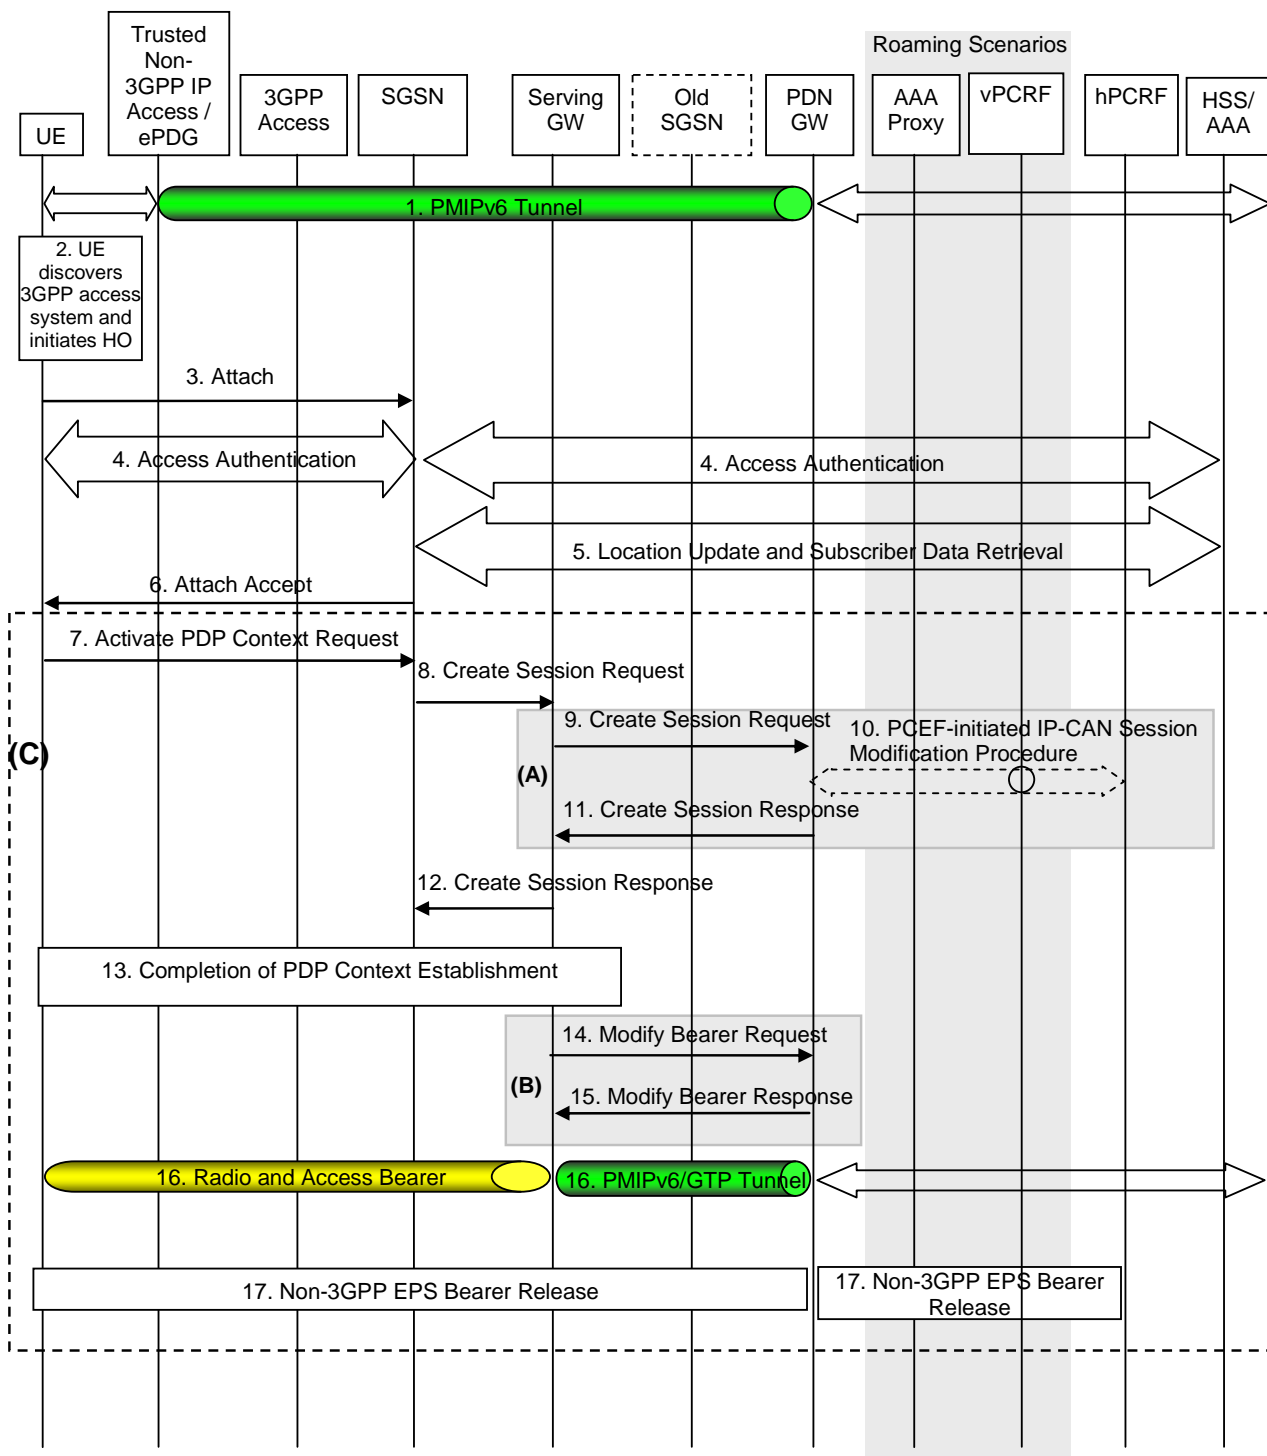 Roaming Scenarios
UE
Trusted
Non-
3GPP IP
Access /
ePDG
3GPP
Access
SGSN
Serving
GW
Old
SGSN
PDN
GW
AAA
Proxy
vPCRF
hPCRF
HSS/
AAA
1. PMIPv6 Tunnel
2. UE
discovers
3GPP access
system and
initiates HO
3. Attach
4. Access Authentication
4. Access Authentication
5. Location Update and Subscriber Data Retrieval
6. Attach Accept
7. Activate PDP Context Request
8. Create Session Request
9. Create Session Request
10. PCEF-initiated IP-CAN Session
Modification Procedure
(C)
(A)
11. Create Session Response
12. Create Session Response
13. Completion of PDP Context Establishment
14. Modify Bearer Request
(B)
15. Modify Bearer Response
16. Radio and Access Bearer
16. PMIPv6/GTP Tunnel
17. Non-3GPP EPS Bearer Release
17. Non-3GPP EPS Bearer
Release